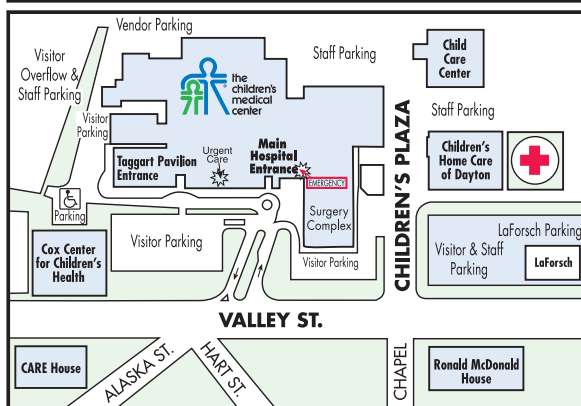 Vendor Parking
Visitor
Overflow &
Staff Parking
Staff Parking
Child
Care
Center
the
children's
medical
center
Visitor
Parking
Staff Parking
Taggart Pavilion
Entrance
Urgent
Care
Main
Hospital
Entrance
EMERGENCY
Surgery
Complex
CHILDREN'S PLAZA
Children's
Home Care
of Dayton
Parking
Cox Center
for Children's
Health
Visitor Parking
Visitor Parking
LaForsch Parking
Visitor & Staff
Parking
LaForsch
VALLEY ST.
CARE House
ALASKA ST.
HART ST.
CHAPEL
Ronald McDonald
House